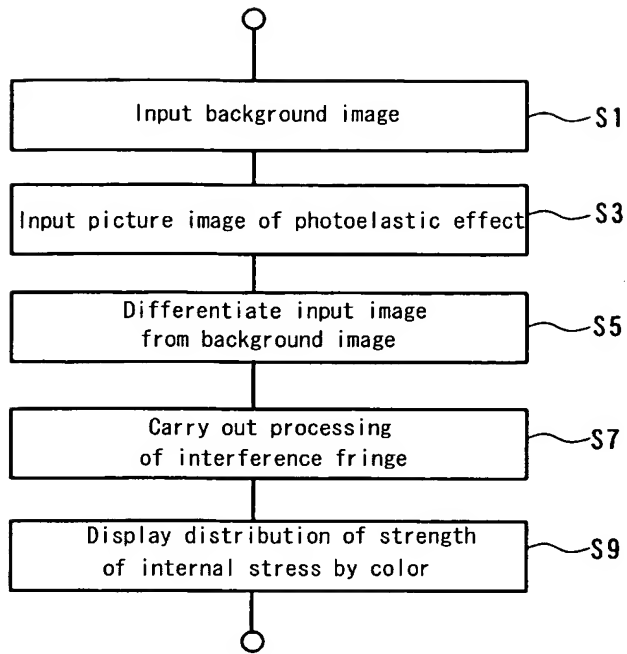 Input background image
S1
Input picture image of photoelastic effect
S3
Differentiate input image
from background image
S5
Carry out processing
of interference fringe
S7
Display distribution of strength
of internal stress by color
S9